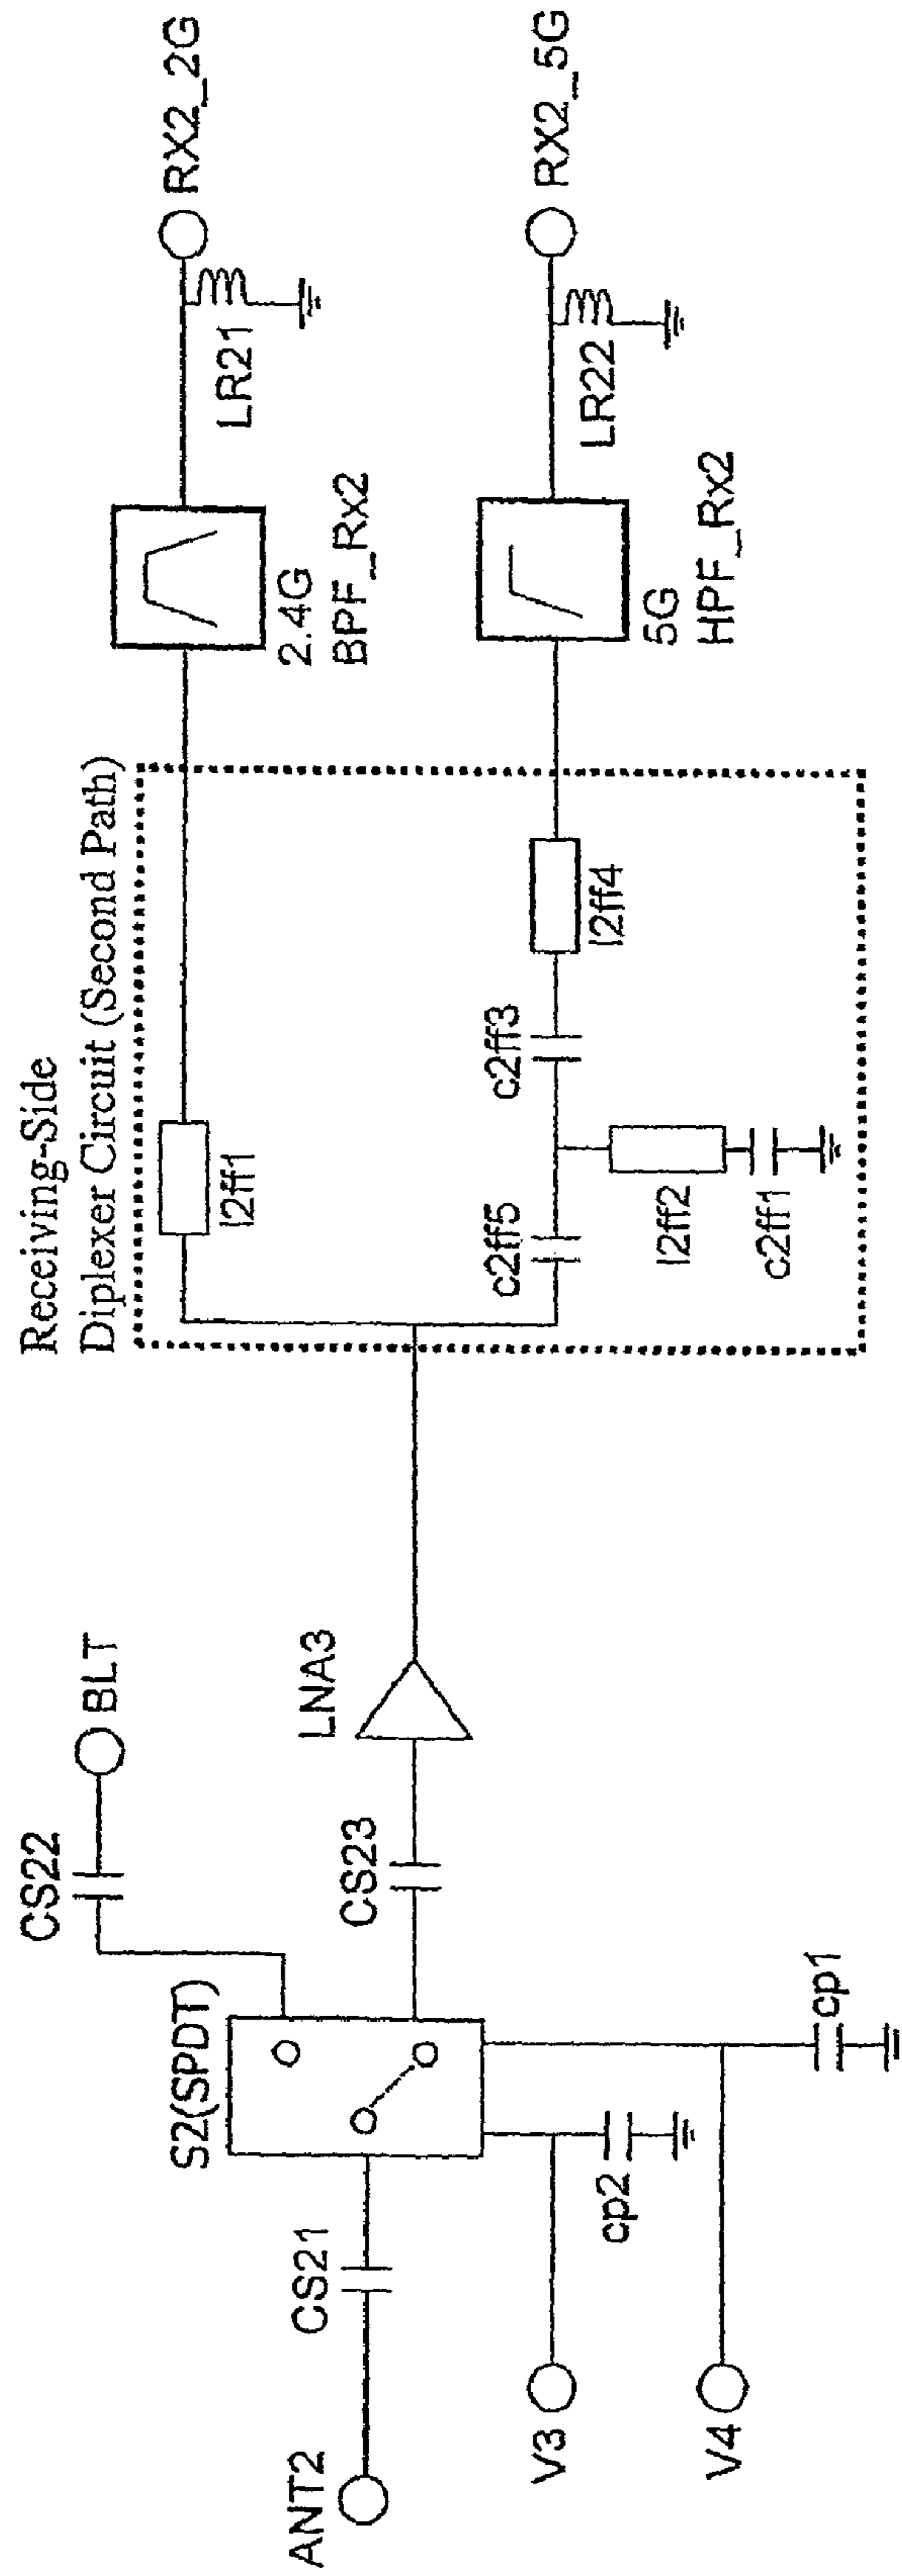 Receiving-Side
Diplexer Circuit (Second Path)
ANT2
CS21
S2(SPDT)
CS22
BLT
CS23
LNA3
V3
cp2
V4
cp1
l2ff1
c2ff5
l2ff2
c2ff1
c2ff3
l2ff4
2.4G
BPF_Rx2
LR21
RX2_2G
5G
HPF_Rx2
LR22
RX2_5G